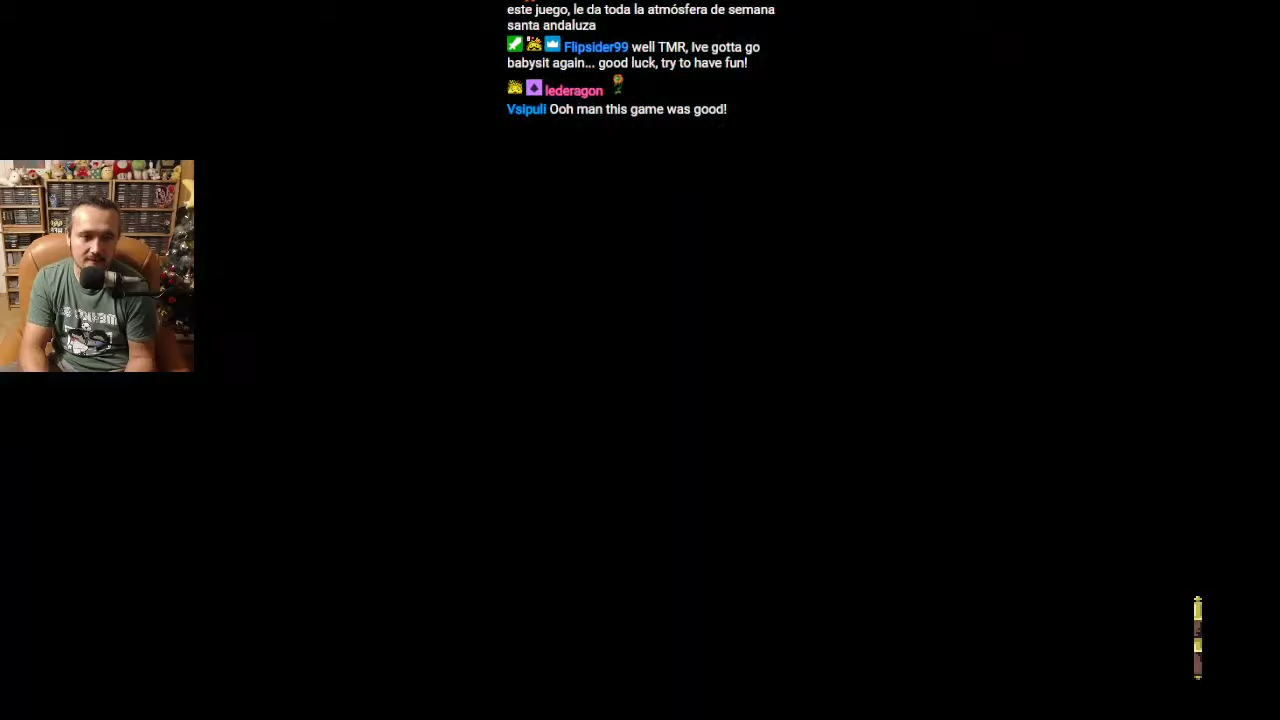 este juego, le da toda la atmósfera de semana
santa andaluza
Flipsider99 well TMR, Ive gotta go
babysit again... good luck, try to have fun!
lederagon
Vsipuli Ooh man this game was good!